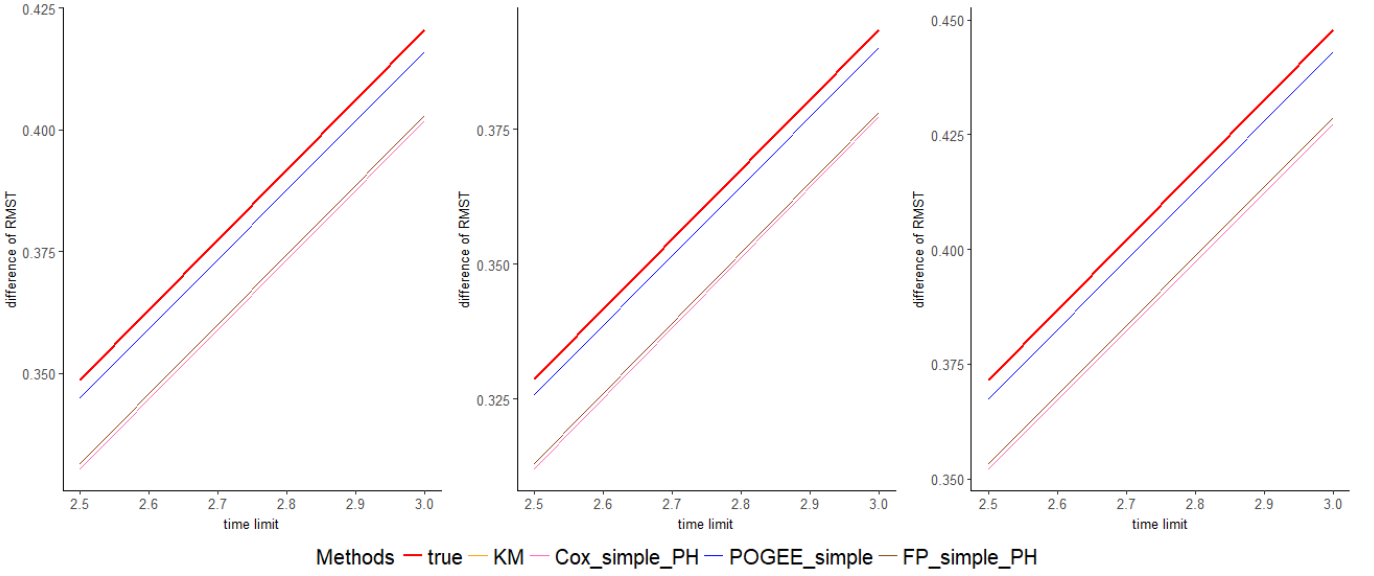 0.425
0.400
0.375
0.350
difference of RMST
2.5 2.6 2.7 2.8 2.9 3.0
time limit
0.375
0.350
0.325
difference of RMST
2.5 2.6 2.7 2.8 2.9 3.0
time limit
0.450
0.425
0.400
0.375
0.350
difference of RMST
2.5 2.6 2.7 2.8 2.9 3.0
time limit
Methods true KM Cox_simple_PH POGEE_simple FP_simple_PH